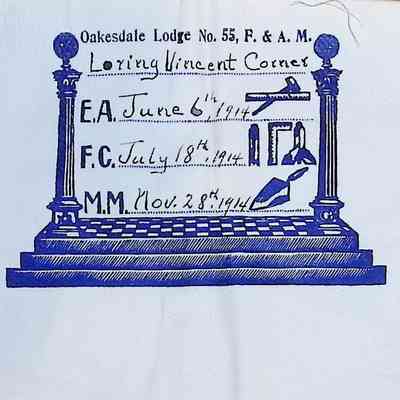 Oakesdale Lodge No. 55, F. & A. M.
Loring Vincent Corner
E.A. June 6th, 1914
F.C. July 18th, 1914
M.M. Nov. 28th, 1914